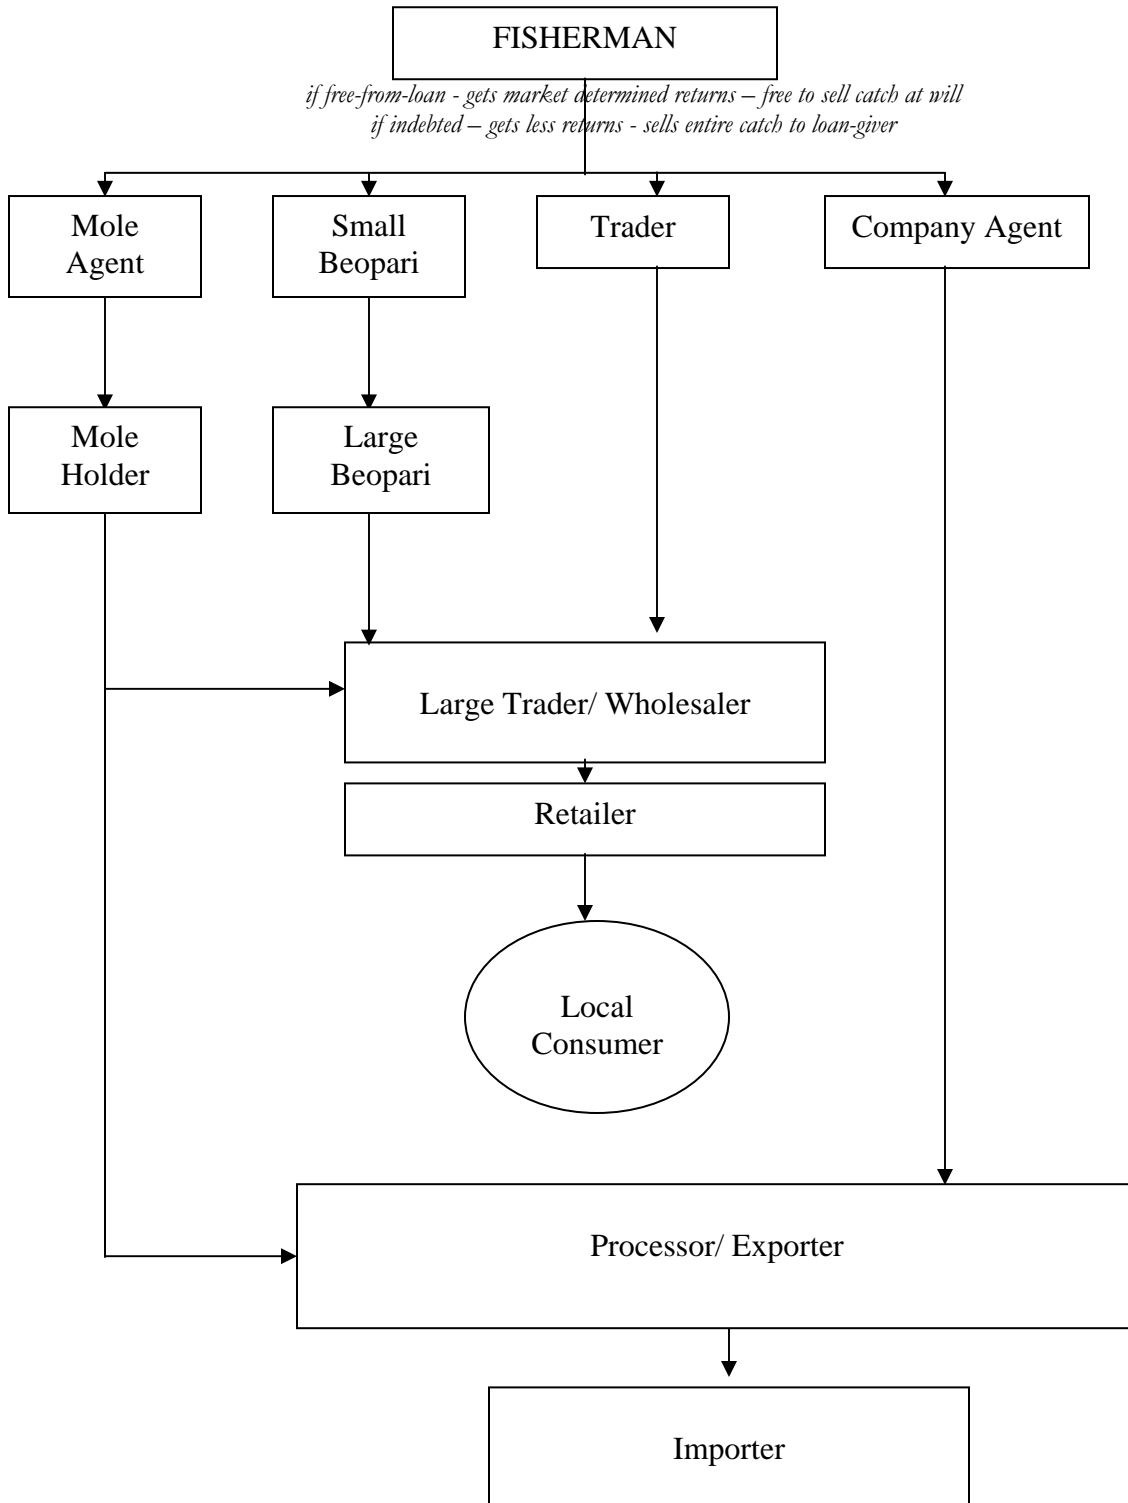 FISHERMAN
if free-from-loan - gets market determined returns – free to sell catch at will
if indebted – gets less returns - sells entire catch to loan-giver
Mole
Agent
Small
Beopari
Trader
Company Agent
Mole
Holder
Large
Beopari
Large Trader/ Wholesaler
Retailer
Local
Consumer
Processor/ Exporter
Importer